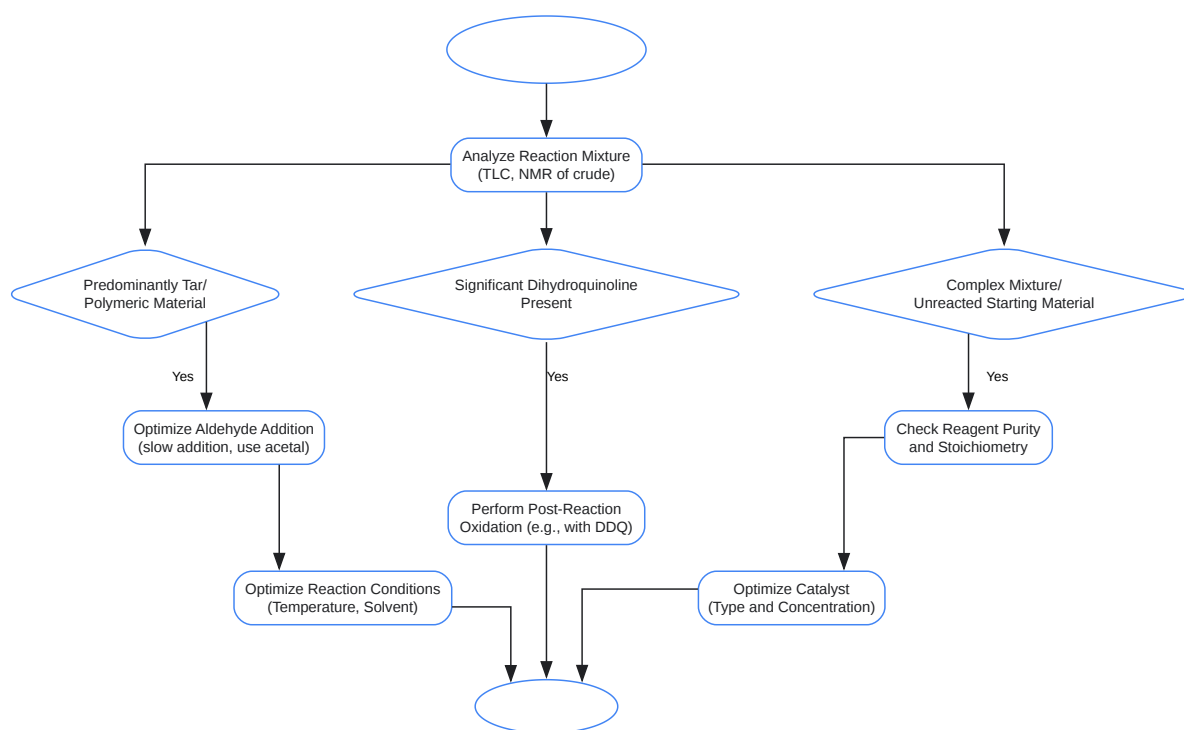 Analyze Reaction Mixture
(TLC, NMR of crude)
Predominantly Tar/
Polymeric Material
Significant Dihydroquinoline
Present
Complex Mixture/
Unreacted Starting Material
Yes
Yes
Yes
Optimize Aldehyde Addition
(slow addition, use acetal)
Check Reagent Purity
and Stoichiometry
Perform Post-Reaction
Oxidation (e.g., with DDQ)
Optimize Reaction Conditions
(Temperature, Solvent)
Optimize Catalyst
(Type and Concentration)